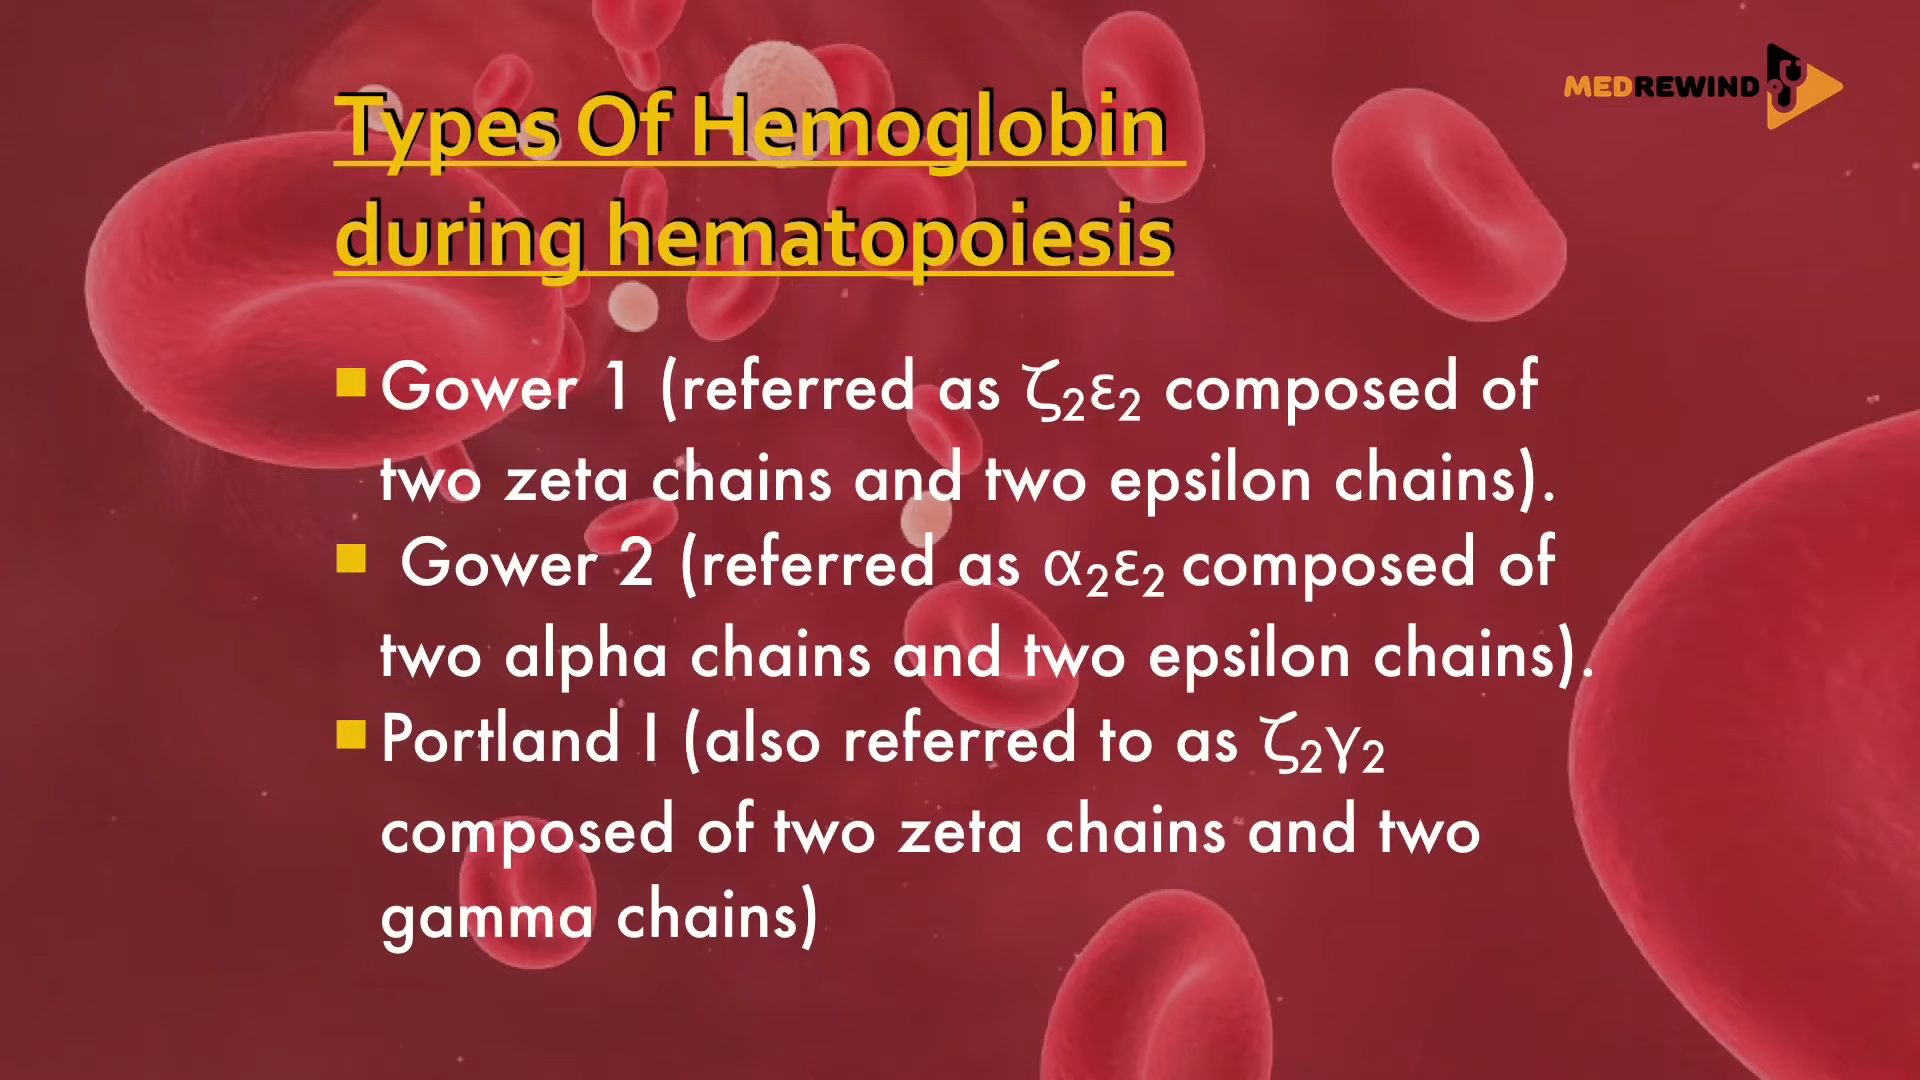 MEDREWIND
Types Of Hemoglobin
during hematopoiesis
■ Gower 1 (referred as ζ₂ε₂ composed of
two zeta chains and two epsilon chains).
■ Gower 2 (referred as α₂ε₂ composed of
two alpha chains and two epsilon chains).
■ Portland I (also referred to as ζ₂γ₂
composed of two zeta chains and two
gamma chains)